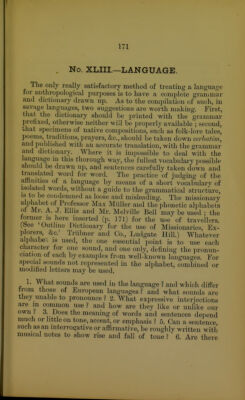 171
No. XLIII.—LANGUAGE.
The only really satisfactory method of treating a language
for anthropological purposes is to have a complete grammar
and dictionary drawn up. As to the compilation of such, in
savage languages, two suggestions are worth making. First,
that the dictionary should be printed with the grammar
prefixed, otherwise neither will be properly available; second,
that specimens of native compositions, such as folk-lore tales,
poems, traditions, prayers, &c., should be taken down verbatim,
and published with an accurate translation, with the grammar
and dictionary. Where it is impossible to deal with the
language in this thorough way, the fullest vocabulary possible
should be drawn up, and sentences carefully taken down and
translated word for word. The practice of judging of the
affinities of a language by means of a short vocabulary of
isolated words, without a guide to the grammatical structure,
is to be condemned as loose and misleading. The missionary
alphabet of Professor Max Müller and the phonetic alphabets
of Mr. A. J. Ellis and Mr. Melville Bell may be used; the
former is here inserted (p. 171) for the use of travellers.
(See 'Outline Dictionary for the use of Missionaries, Ex-
plorers, &c.' Trübner and Co, Ludgate Hill.) Whatever
alphabet is used, the one essential point is to use each
character for one sound, and one only, defining the pronun-
ciation of each by examples from well-known languages. For
special sounds not represented in the alphabet, combined or
modified letters may be used.
1. What sounds are used in the language? and which differ
from those of European languages? and what sounds are
they unable to pronounce? 2. What expressive interjections
are in common use? and how are they like or unlike our
own? 3. Does the meaning of words and sentences depend
much or little on tone, accent, or emphasis? 5. Can a sentence,
such as an interrogative or affirmative, be roughly written with
musical notes to show rise and fall of tone? 6. Are there